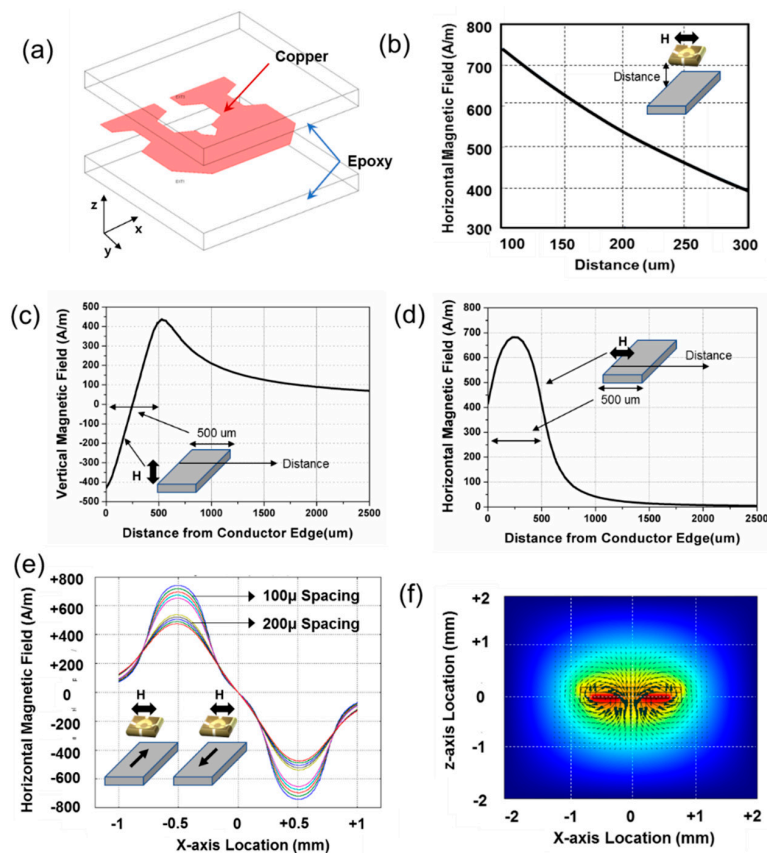 (a)
Copper
Epoxy
z
x
y
(b)
Horizontal Magnetic Field (A/m)
800
700
600
500
400
300
H
Distance
100 150 200 250 300
Distance (um)
(c)
Vertical Magnetic Field (A/m)
500
400
300
200
100
0
-100
-200
-300
-400
-500
500 um
H
Distance
0 500 1000 1500 2000 2500
Distance from Conductor Edge(um)
(d)
Horizontal Magnetic Field (A/m)
800
700
600
500
400
300
200
100
0
H
Distance
500 um
0 500 1000 1500 2000 2500
Distance from Conductor Edge(um)
(e)
Horizontal Magnetic Field (A/m)
+800
+600
+400
+200
0
-200
-400
-600
-800
100µ Spacing
200µ Spacing
H H
-1 -0.5 0 +0.5 +1
X-axis Location (mm)
(f)
z-axis Location (mm)
+2
+1
0
-1
-2
-2 -1 0 +1 +2
X-axis Location (mm)